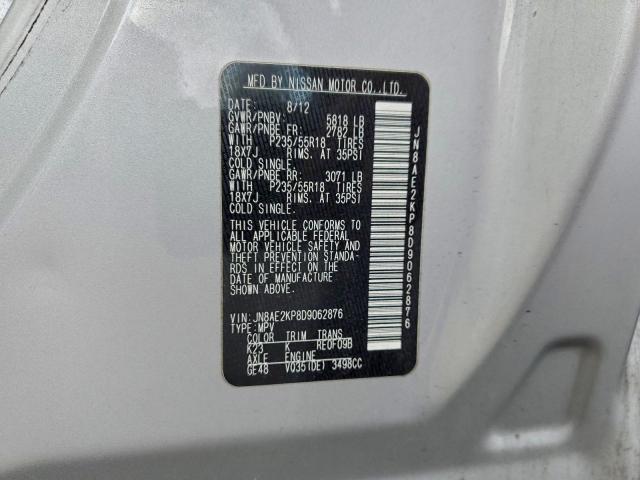 MFD BY NISSAN MOTOR CO.,LTD.
DATE: 8/12
GVWR/PNBV: 5818 LB
GAWR/PNBE FR: 2782 LB
WITH P235/55R18 TIRES
18X7J RIMS. AT 35PSI
COLD SINGLE.
GAWR/PNBE RR: 3071 LB
WITH P235/55R18 TIRES
18X7J RIMS. AT 35PSI
COLD SINGLE.
THIS VEHICLE CONFORMS TO
ALL APPLICABLE FEDERAL
MOTOR VEHICLE SAFETY AND
THEFT PREVENTION STANDA-
RDS IN EFFECT ON THE
DATE OF MANUFACTURE
SHOWN ABOVE.
VIN: JN8AE2KP8D9062876
TYPE: MPV
COLOR TRIM TRANS
K23 K RE0F09B
AXLE ENGINE
GE48 VQ35(DE) 3498CC
JN8AE2KP8D9062876